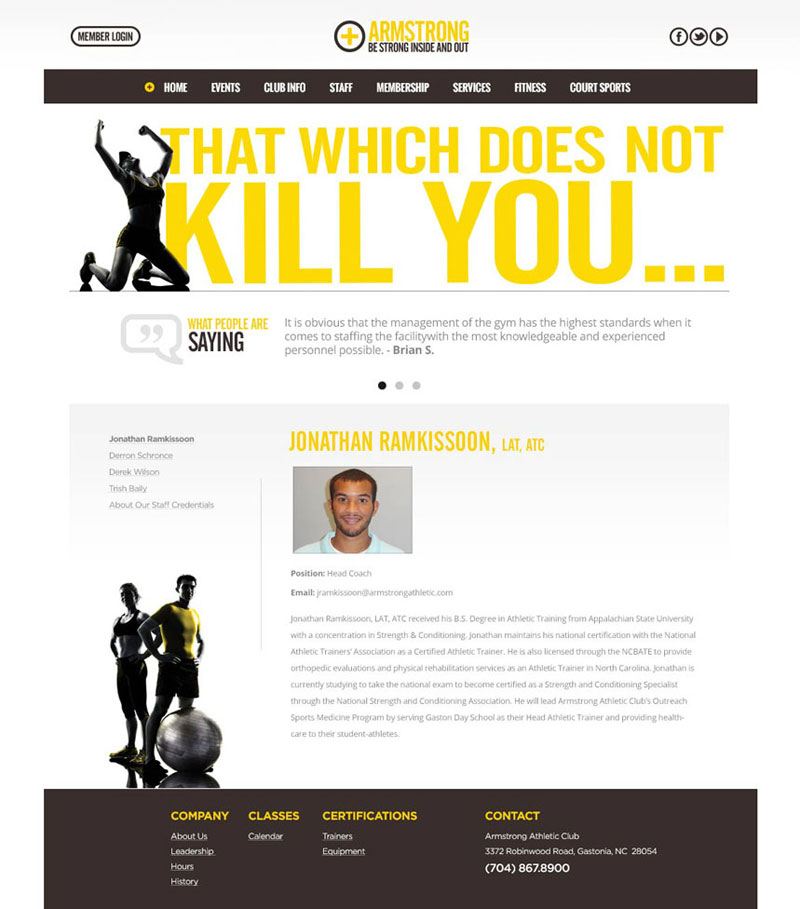 MEMBER LOGIN
ARMSTRONG
BE STRONG INSIDE AND OUT
HOME EVENTS CLUB INFO STAFF MEMBERSHIP SERVICES FITNESS COURT SPORTS
THAT WHICH DOES NOT
KILL YOU...
WHAT PEOPLE ARE
SAYING
It is obvious that the management of the gym has the highest standards when it
comes to staffing the facilitywith the most knowledgeable and experienced
personnel possible. - Brian S.
Jonathan Ramkissoon
Derron Schronce
Derek Wilson
Trish Baily
About Our Staff Credentials
JONATHAN RAMKISSOON, LAT, ATC
Position: Head Coach
Email: jramkissoon@armstrongathletic.com
Jonathan Ramkissoon, LAT, ATC received his B.S. Degree in Athletic Training from Appalachian State University
with a concentration in Strength & Conditioning. Jonathan maintains his national certification with the National
Athletic Trainers' Association as a Certified Athletic Trainer. He is also licensed through the NCBATE to provide
orthopedic evaluations and physical rehabilitation services as an Athletic Trainer in North Carolina. Jonathan is
currently studying to take the national exam to become certified as a Strength and Conditioning Specialist
through the National Strength and Conditioning Association. He will lead Armstrong Athletic Club's Outreach
Sports Medicine Program by serving Gaston Day School as their Head Athletic Trainer and providing health-
care to their student-athletes.
COMPANY
About Us
Leadership
Hours
History
CLASSES
Calendar
CERTIFICATIONS
Trainers
Equipment
CONTACT
Armstrong Athletic Club
3372 Robinwood Road, Gastonia, NC 28054
(704) 867.8900